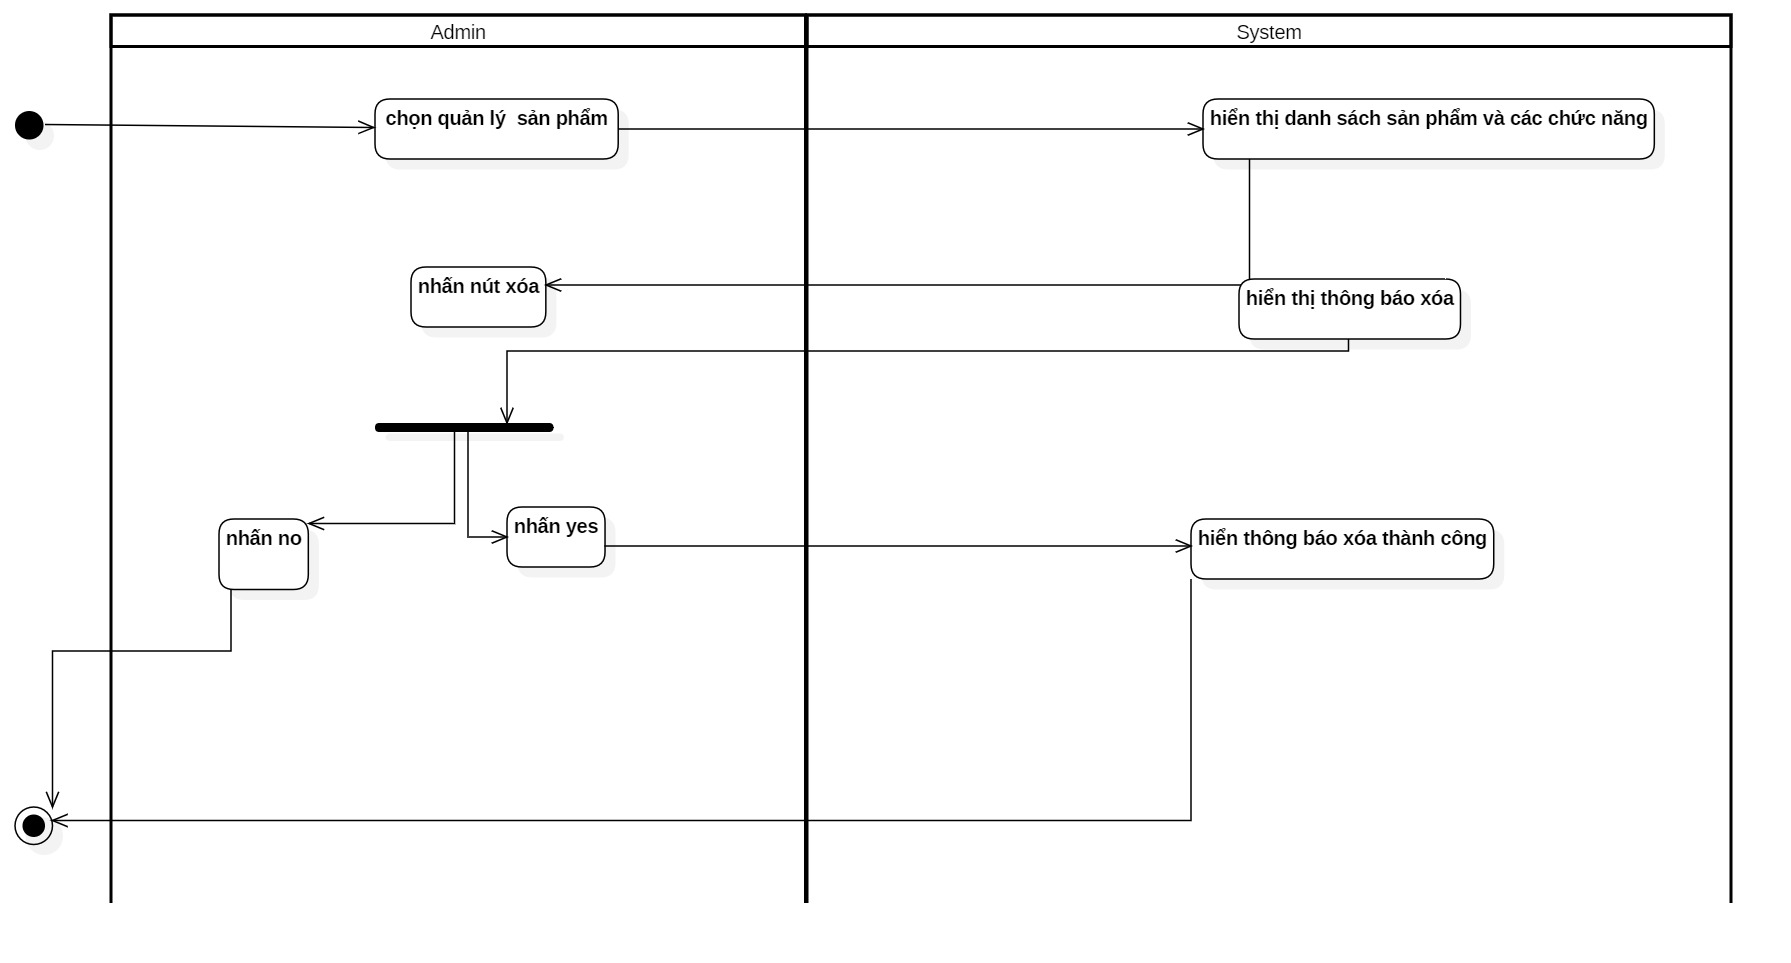 Admin
System
chọn quản lý  sản phẩm
hiển thị danh sách sản phẩm và các chức năng
nhấn nút xóa
hiển thị thông báo xóa
nhấn no
nhấn yes
hiển thông báo xóa thành công